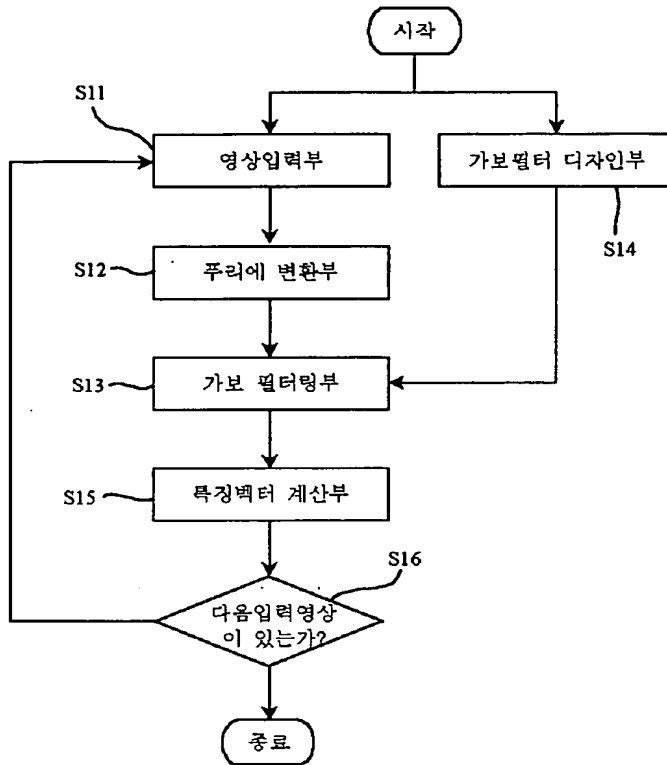 시작
S11
영상입력부
가보필터 디자인부
S14
S12
푸리에 변환부
S13
가보 필터링부
S15
특징벡터 계산부
S16
다음입력영상
이 있는가?
종료